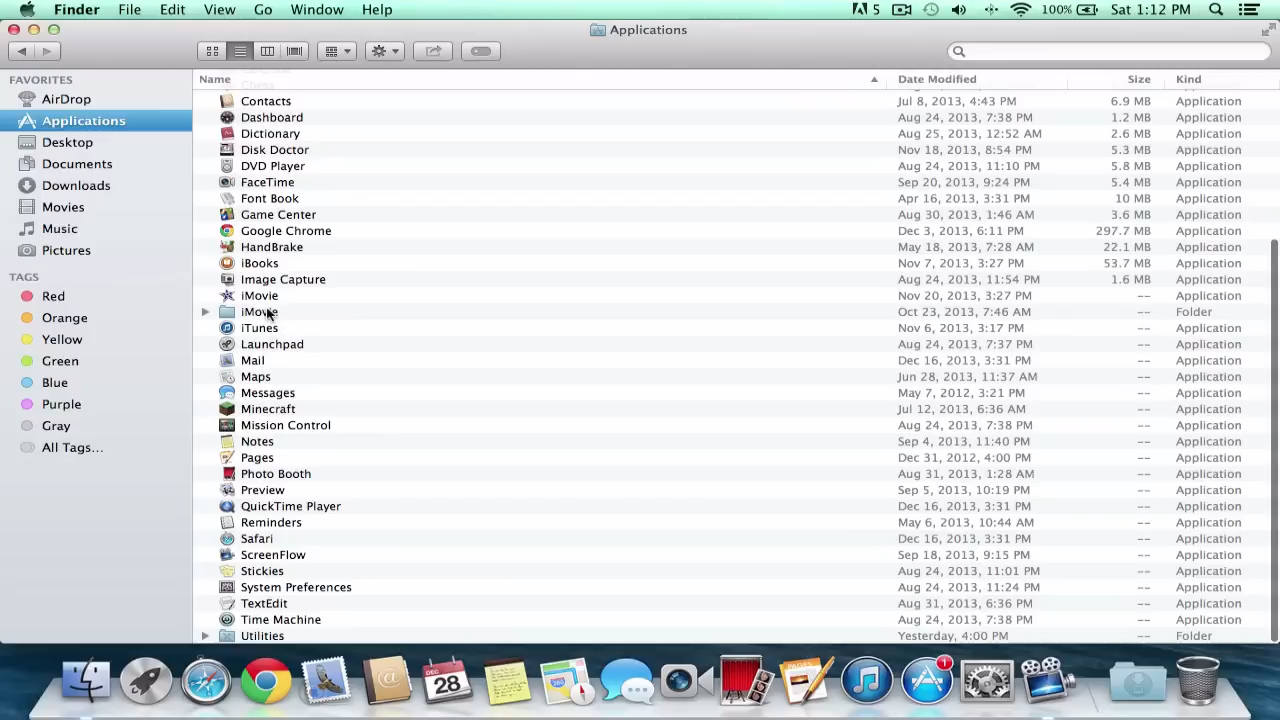 Finder File Edit View Go Window Help 5 100% Sat 1:12 PM
Applications
FAVORITES
AirDrop
Applications
Desktop
Documents
Downloads
Movies
Music
Pictures
TAGS
Red
Orange
Yellow
Green
Blue
Purple
Gray
All Tags...
Name Date Modified Size Kind
Chess
Contacts Jul 8, 2013, 4:43 PM 6.9 MB Application
Dashboard Aug 24, 2013, 7:38 PM 1.2 MB Application
Dictionary Aug 25, 2013, 12:52 AM 2.6 MB Application
Disk Doctor Nov 18, 2013, 8:54 PM 5.3 MB Application
DVD Player Aug 24, 2013, 11:10 PM 5.8 MB Application
FaceTime Sep 20, 2013, 9:24 PM 5.4 MB Application
Font Book Apr 16, 2013, 3:31 PM 10 MB Application
Game Center Aug 30, 2013, 1:46 AM 3.6 MB Application
Google Chrome Dec 3, 2013, 6:11 PM 297.7 MB Application
HandBrake May 18, 2013, 7:28 AM 22.1 MB Application
iBooks Nov 7, 2013, 3:27 PM 53.7 MB Application
Image Capture Aug 24, 2013, 11:54 PM 1.6 MB Application
iMovie Nov 20, 2013, 3:27 PM -- Application
iMovie Oct 23, 2013, 7:46 AM -- Folder
iTunes Nov 6, 2013, 3:17 PM -- Application
Launchpad Aug 24, 2013, 7:37 PM -- Application
Mail Dec 16, 2013, 3:31 PM -- Application
Maps Jun 28, 2013, 11:37 AM -- Application
Messages May 7, 2012, 3:21 PM -- Application
Minecraft Jul 12, 2013, 6:36 AM -- Application
Mission Control Aug 24, 2013, 7:38 PM -- Application
Notes Sep 4, 2013, 11:40 PM -- Application
Pages Dec 31, 2012, 4:00 PM -- Application
Photo Booth Aug 31, 2013, 1:28 AM -- Application
Preview Sep 5, 2013, 10:19 PM -- Application
QuickTime Player Dec 16, 2013, 3:31 PM -- Application
Reminders May 6, 2013, 10:44 AM -- Application
Safari Dec 16, 2013, 3:31 PM -- Application
ScreenFlow Sep 18, 2013, 9:15 PM -- Application
Stickies Aug 24, 2013, 11:01 PM -- Application
System Preferences Aug 24, 2013, 11:24 PM -- Application
TextEdit Aug 31, 2013, 6:36 PM -- Application
Time Machine Aug 24, 2013, 7:38 PM -- Application
Utilities Yesterday, 4:00 PM -- Folder
28
PAGES
1